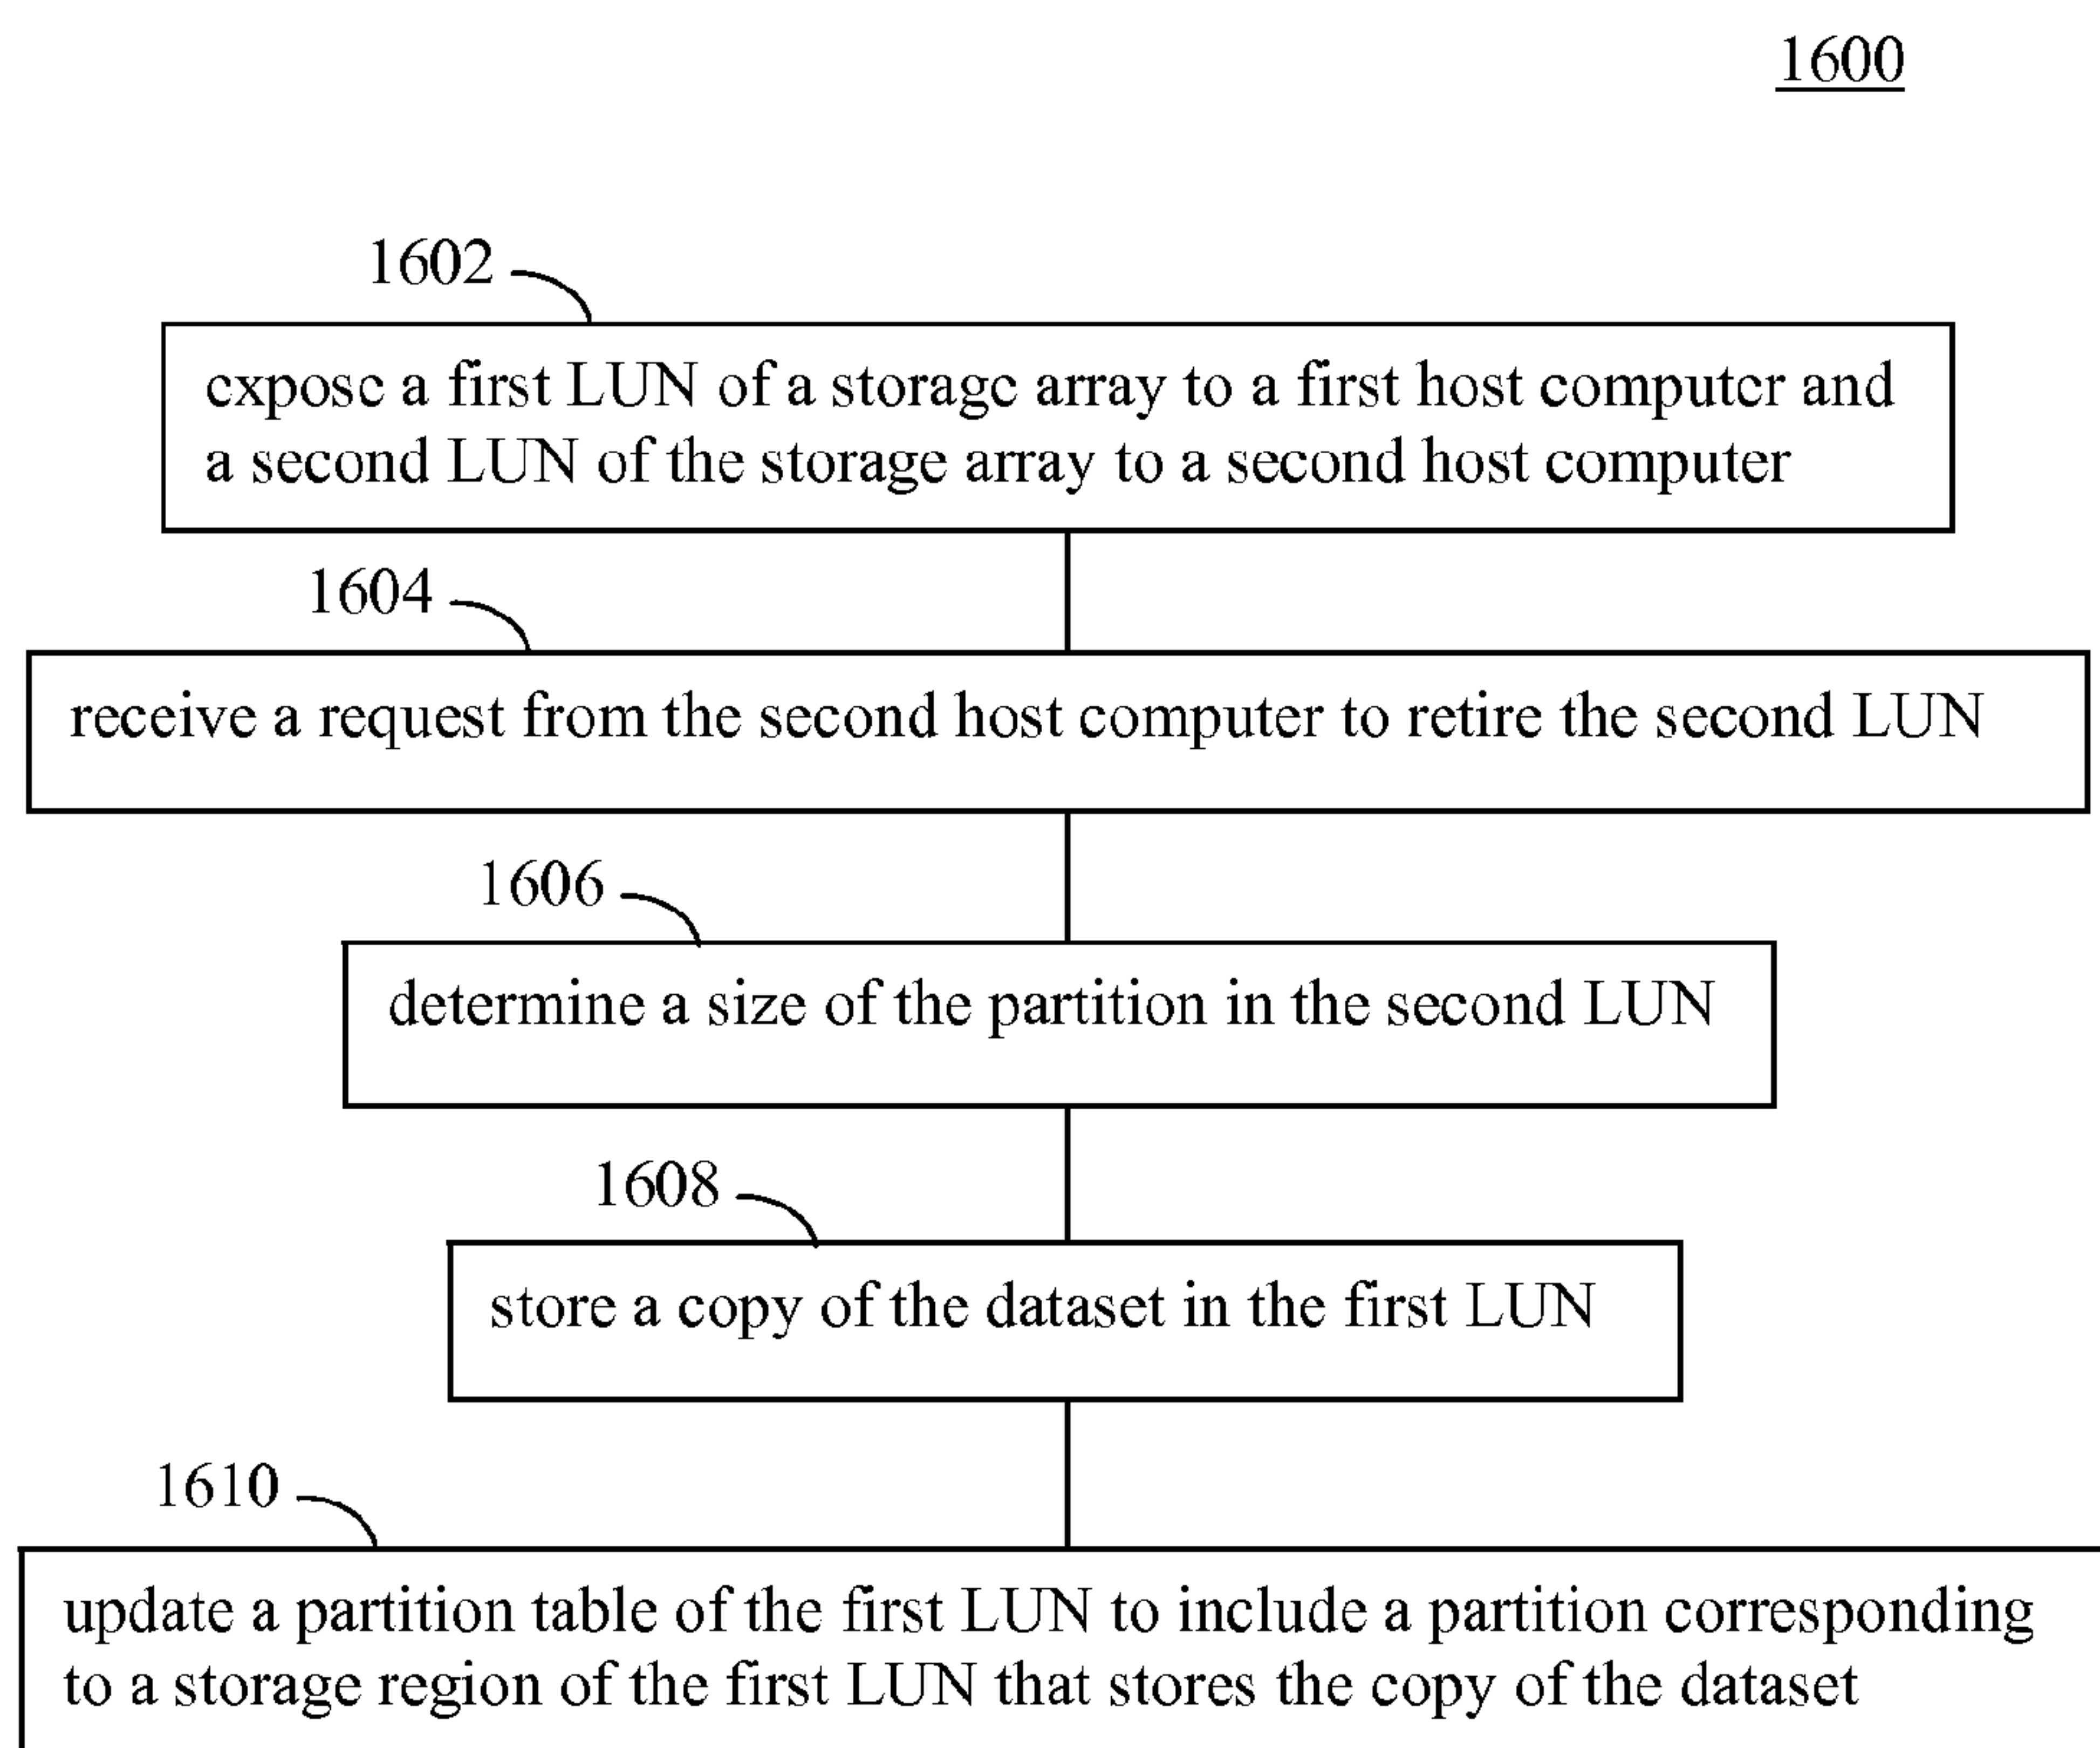 1600
1602
expose a first LUN of a storage array to a first host computer and
a second LUN of the storage array to a second host computer
1604
receive a request from the second host computer to retire the second LUN
1606
determine a size of the partition in the second LUN
1608
store a copy of the dataset in the first LUN
1610
update a partition table of the first LUN to include a partition corresponding
to a storage region of the first LUN that stores the copy of the dataset